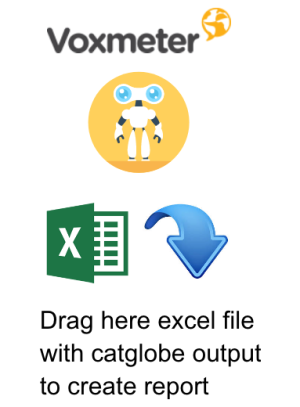 Voxmeter
X
Drag here excel file
with catglobe output
to create report